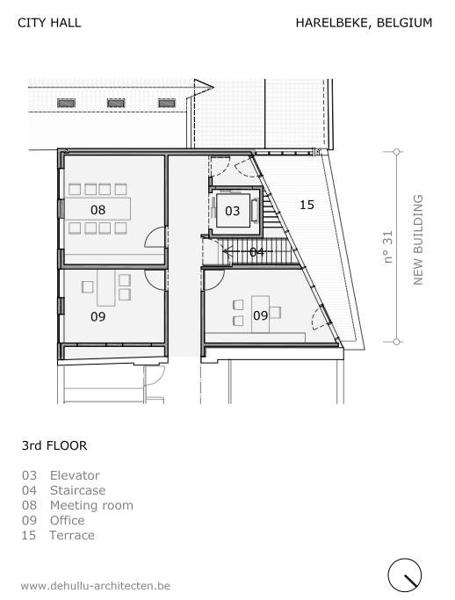 CITY HALL
HARELBEKE, BELGIUM
08
03
15
04
09
09
n° 31
NEW BUILDING
3rd FLOOR
03 Elevator
04 Staircase
08 Meeting room
09 Office
15 Terrace
www.dehullu-architecten.be